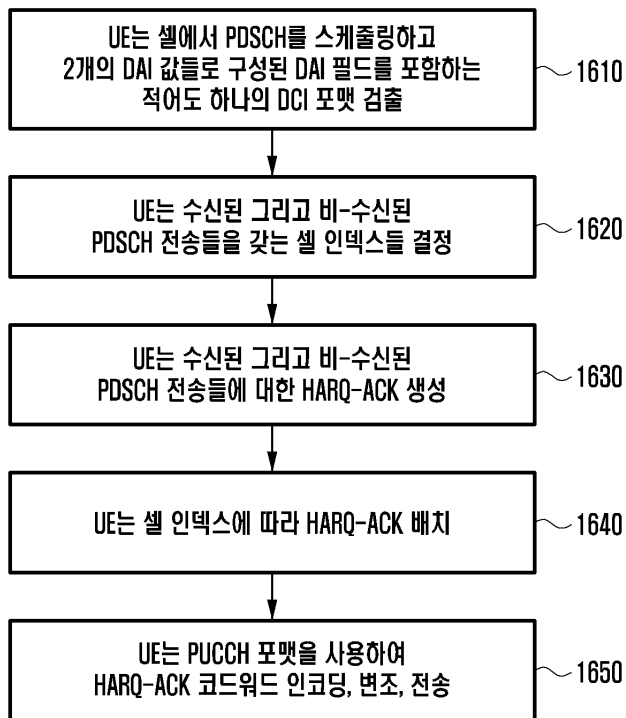 UE는 셀에서 PDSCH를 스케줄링하고
2개의 DAI 값들로 구성된 DAI 필드를 포함하는
적어도 하나의 DCI 포맷 검출
1610
UE는 수신된 그리고 비-수신된
PDSCH 전송들을 갖는 셀 인덱스들 결정
1620
UE는 수신된 그리고 비-수신된
PDSCH 전송들에 대한 HARQ-ACK 생성
1630
UE는 셀 인덱스에 따라 HARQ-ACK 배치
1640
UE는 PUCCH 포맷을 사용하여
HARQ-ACK 코드워드 인코딩, 변조, 전송
1650